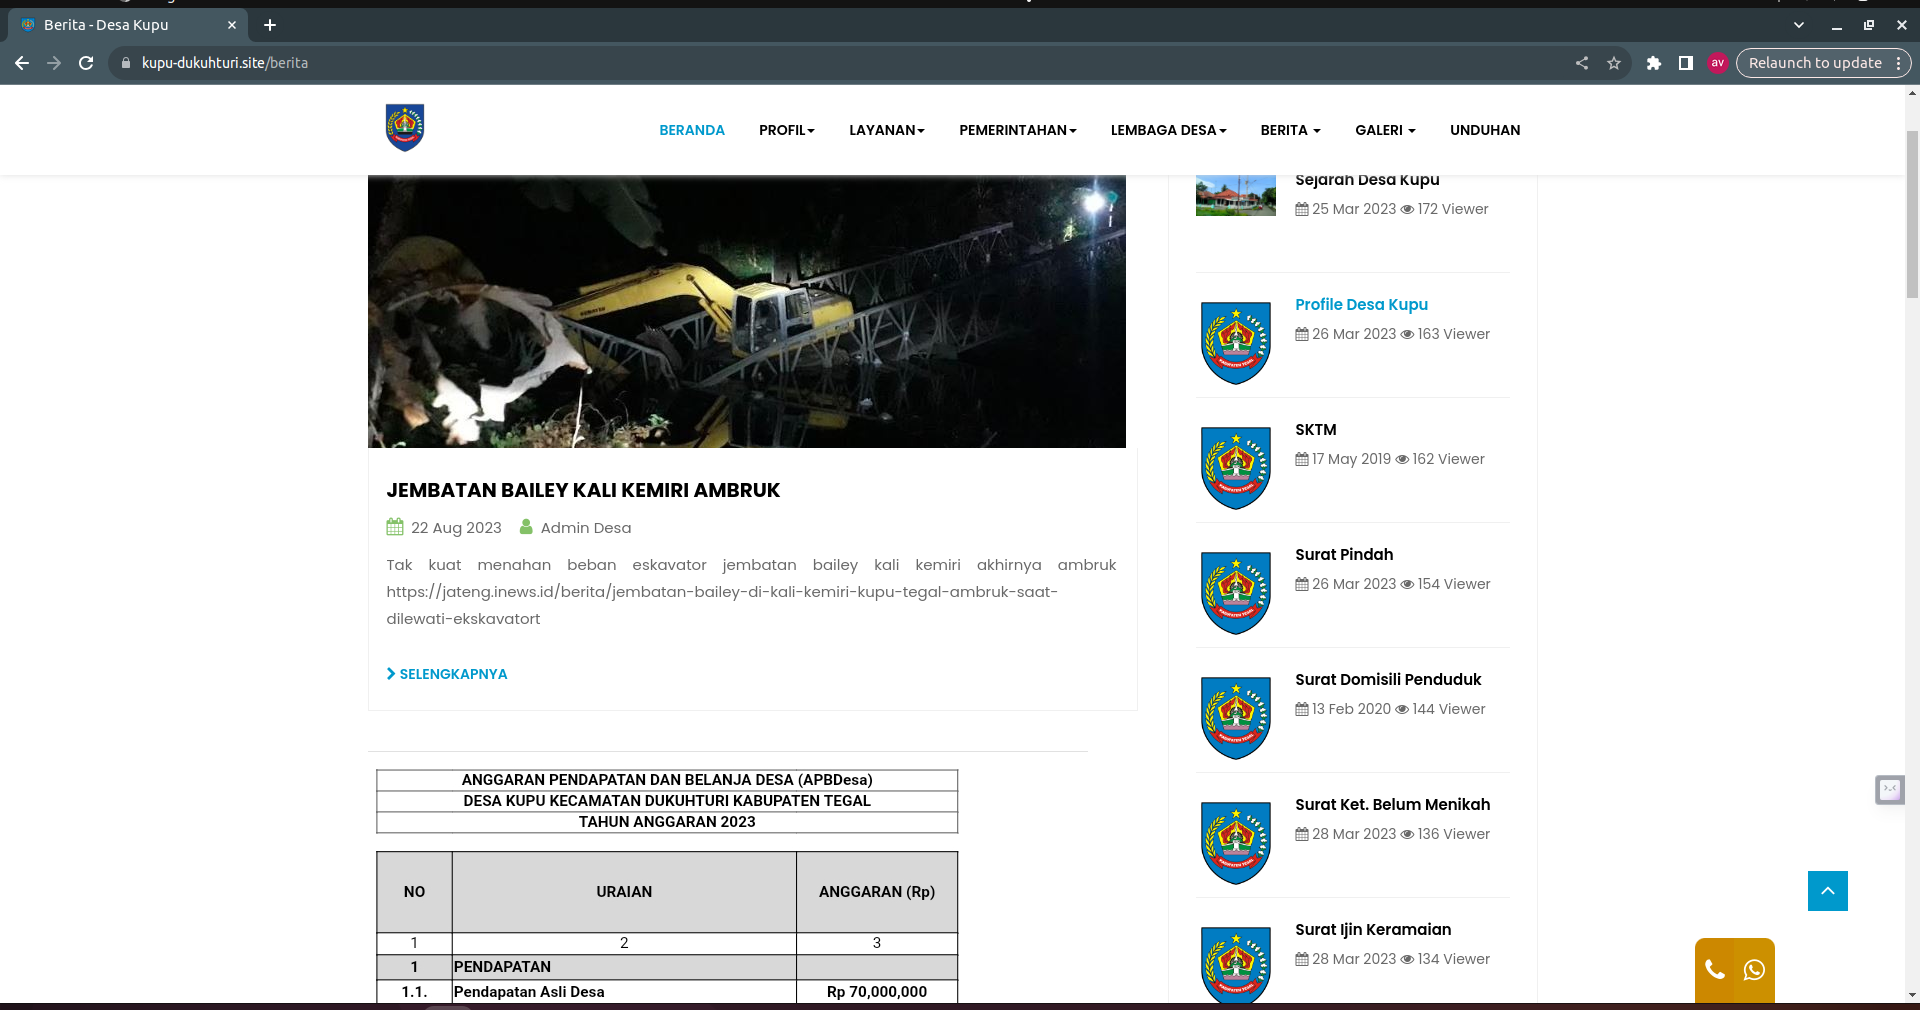 Berita - Desa Kupu
kupu-dukuhturi.site/berita
av
Relaunch to update
BERANDA PROFIL LAYANAN PEMERINTAHAN LEMBAGA DESA BERITA GALERI UNDUHAN
JEMBATAN BAILEY KALI KEMIRI AMBRUK
22 Aug 2023 Admin Desa
Tak kuat menahan beban eskavator jembatan bailey kali kemiri akhirnya ambruk
https://jateng.inews.id/berita/jembatan-bailey-di-kali-kemiri-kupu-tegal-ambruk-saat-
dilewati-ekskavatort
SELENGKAPNYA
ANGGARAN PENDAPATAN DAN BELANJA DESA (APBDesa)
DESA KUPU KECAMATAN DUKUHTURI KABUPATEN TEGAL
TAHUN ANGGARAN 2023
NO URAIAN ANGGARAN (Rp)
1 2 3
1 PENDAPATAN
1.1. Pendapatan Asli Desa Rp 70,000,000
Sejarah Desa Kupu
25 Mar 2023 172 Viewer
Profile Desa Kupu
26 Mar 2023 163 Viewer
SKTM
17 May 2019 162 Viewer
Surat Pindah
26 Mar 2023 154 Viewer
Surat Domisili Penduduk
13 Feb 2020 144 Viewer
Surat Ket. Belum Menikah
28 Mar 2023 136 Viewer
Surat Ijin Keramaian
28 Mar 2023 134 Viewer